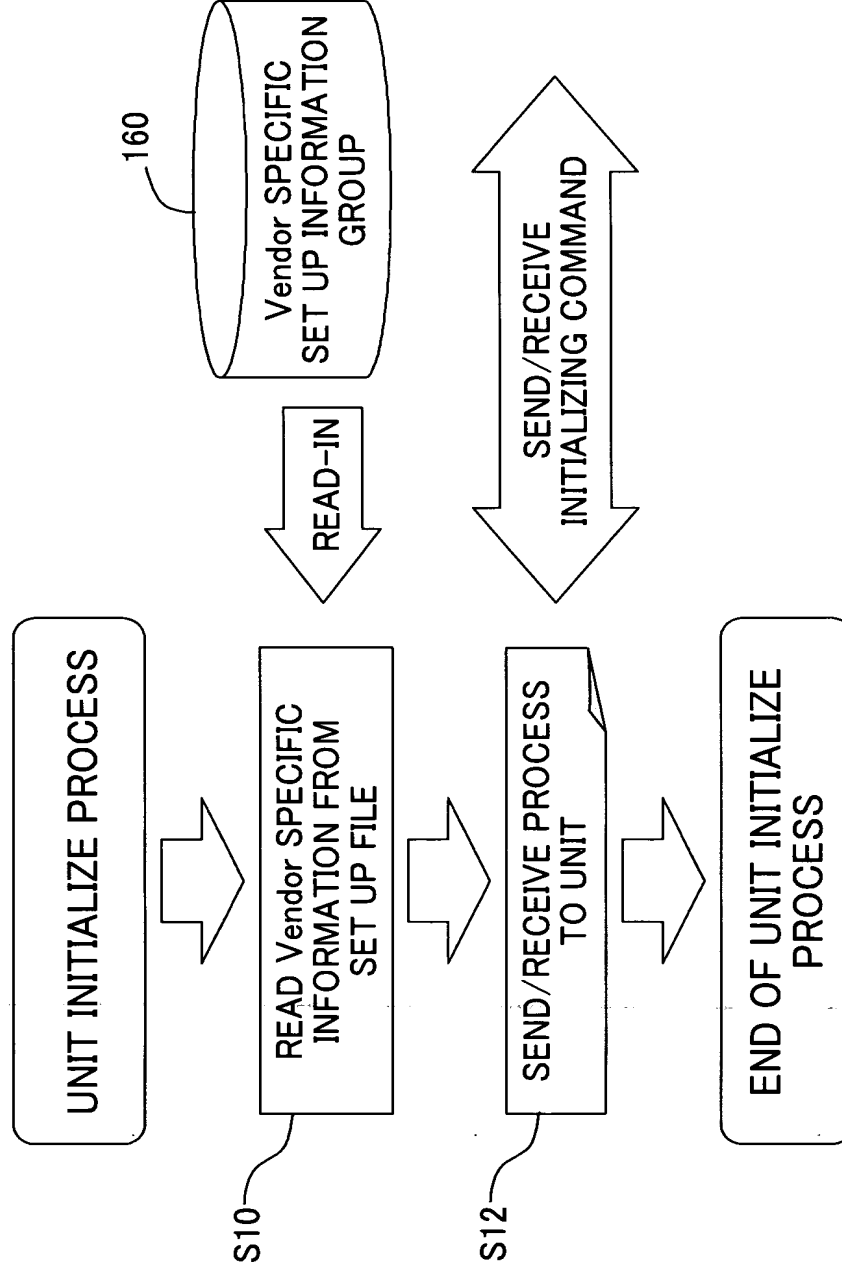 UNIT INITIALIZE PROCESS
160
Vendor SPECIFIC
SET UP INFORMATION
GROUP
READ-IN
S10
READ Vendor SPECIFIC
INFORMATION FROM
SET UP FILE
SEND/RECEIVE
INITIALIZING COMMAND
S12
SEND/RECEIVE PROCESS
TO UNIT
END OF UNIT INITIALIZE
PROCESS